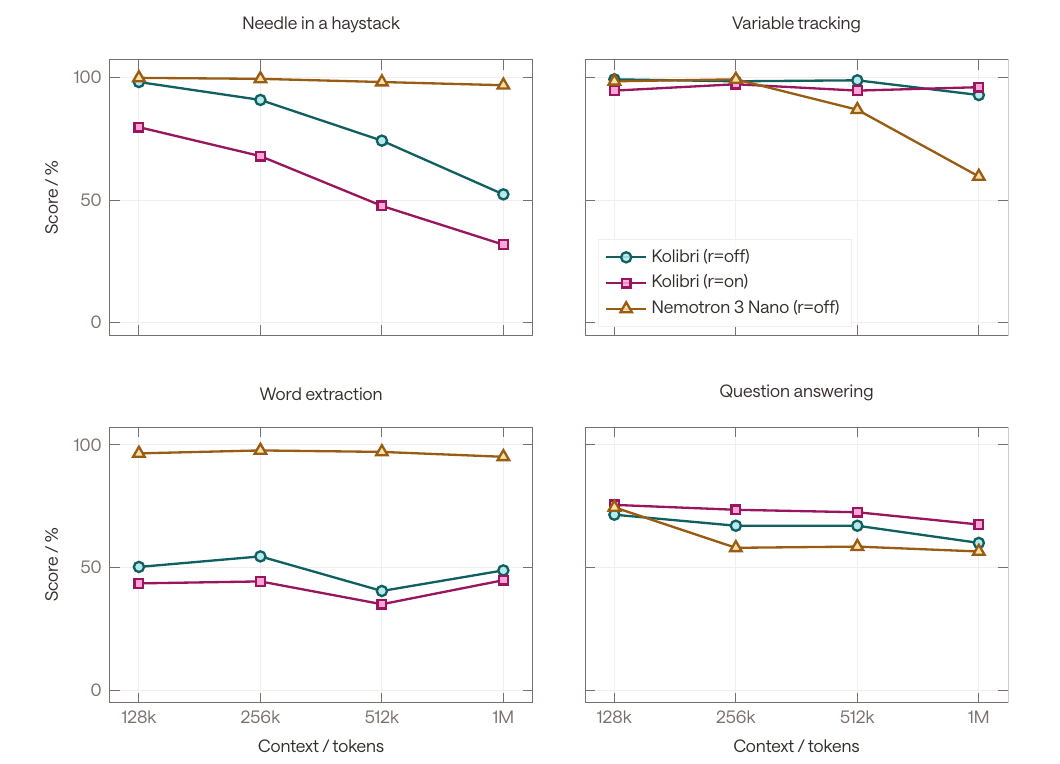 Needle in a haystack
Variable tracking
100
50
0
Score / %
Kolibri (r=off)
Kolibri (r=on)
Nemotron 3 Nano (r=off)
Word extraction
Question answering
100
50
0
Score / %
128k 256k 512k 1M
128k 256k 512k 1M
Context / tokens
Context / tokens